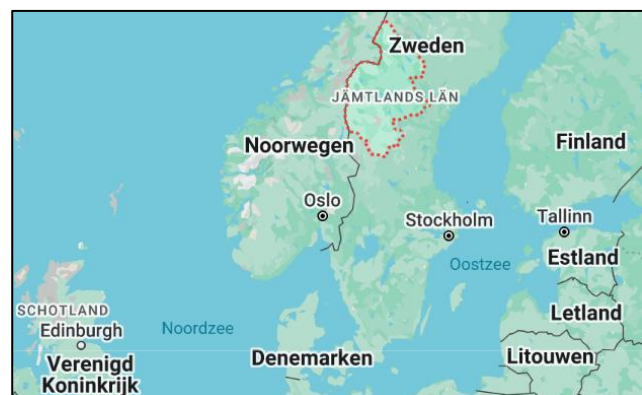 Zweden
JÄMTLANDS LÄN
Noorwegen
Finland
Oslo
Stockholm
Tallinn
Estland
Oostzee
SCHOTLAND
Edinburgh
Noordzee
Letland
Verenigd
Koninkrijk
Denemarken
Litouwen